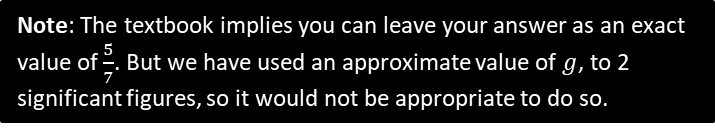 Note: The textbook implies you can leave your answer as an exact
value of 5/7. But we have used an approximate value of g, to 2
significant figures, so it would not be appropriate to do so.